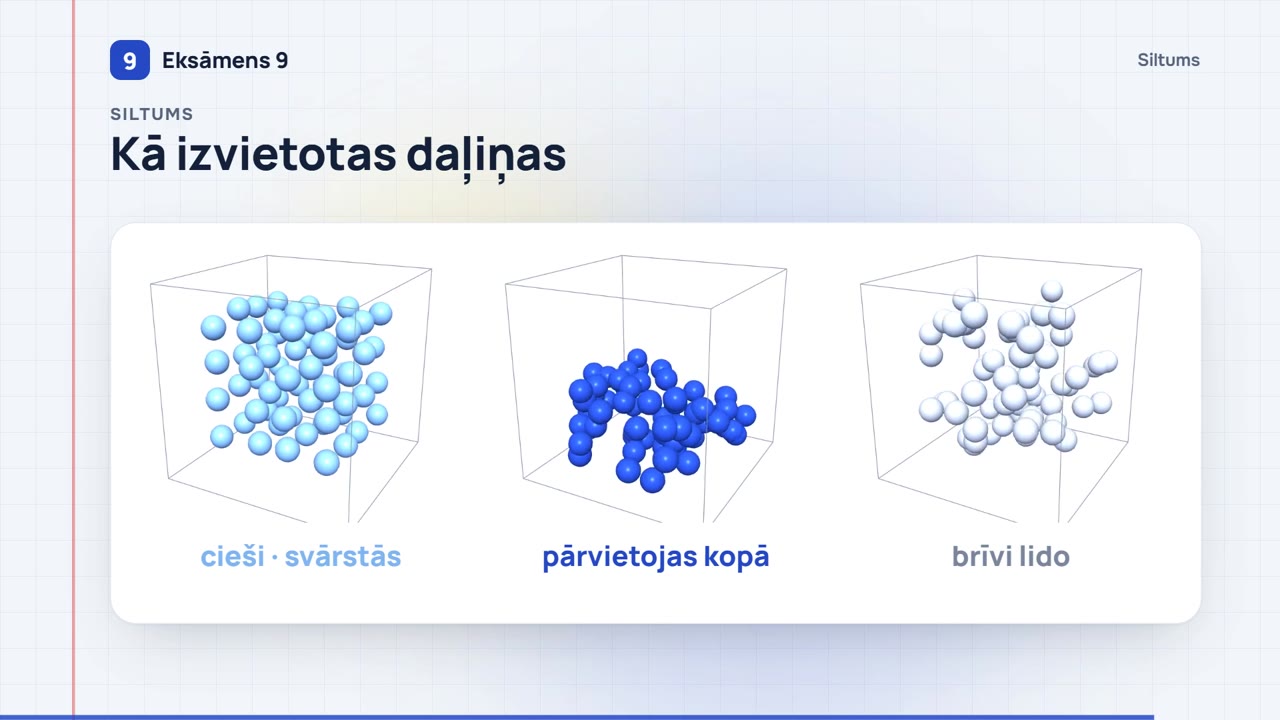 9 Eksāmens 9
Siltums
SILTUMS
Kā izvietotas daļiņas
cieši · svārstās
pārvietojas kopā
brīvi lido